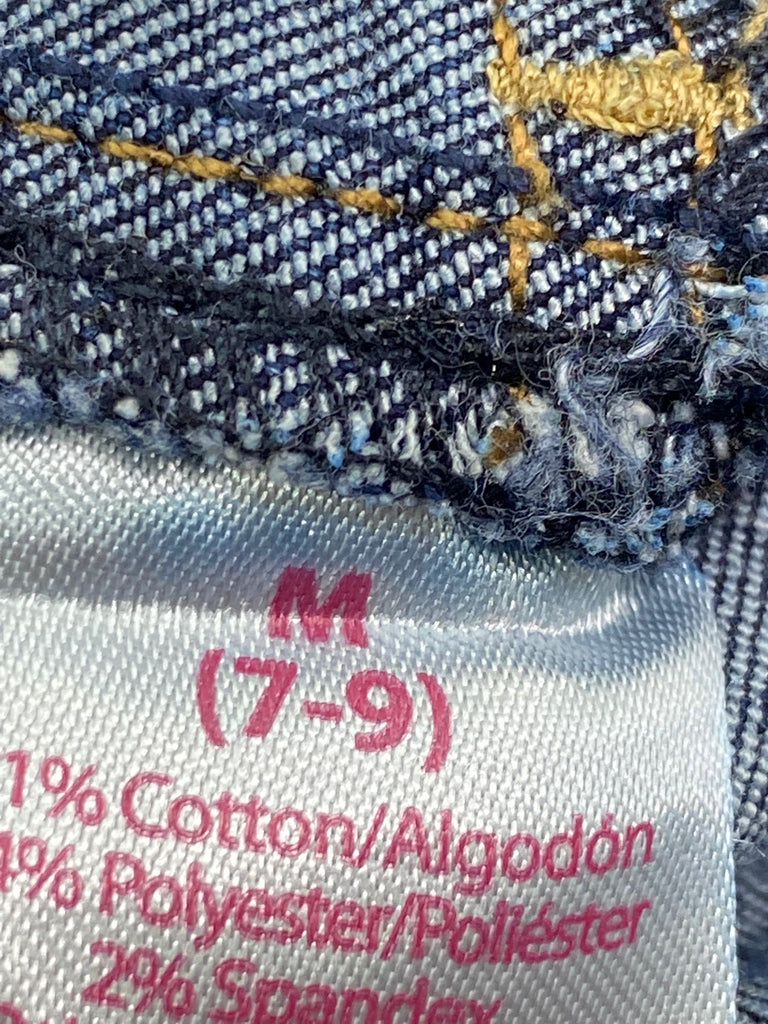 M
(7-9)
1% Cotton/Algodón
4% Polyester/Poliéster
2% Spandex